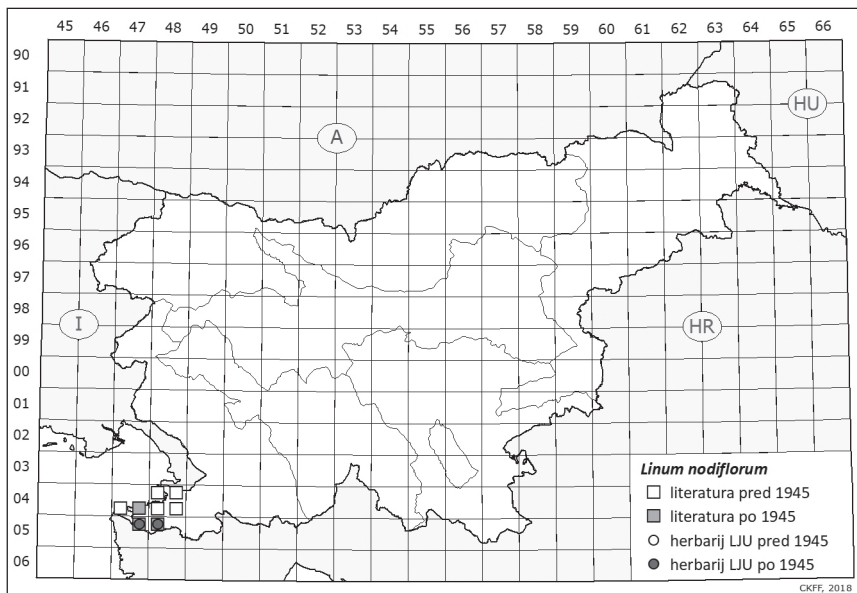 45 46 47 48 49 50 51 52 53 54 55 56 57 58 59 60 61 62 63 64 65 66
90
91
HU
92
A
93
94
95
96
97
98
I
HR
99
00
01
02
03
Linum nodiflorum
04
literatura pred 1945
literatura po 1945
05
herbarij LJU pred 1945
06
herbarij LJU po 1945
CKFF, 2018